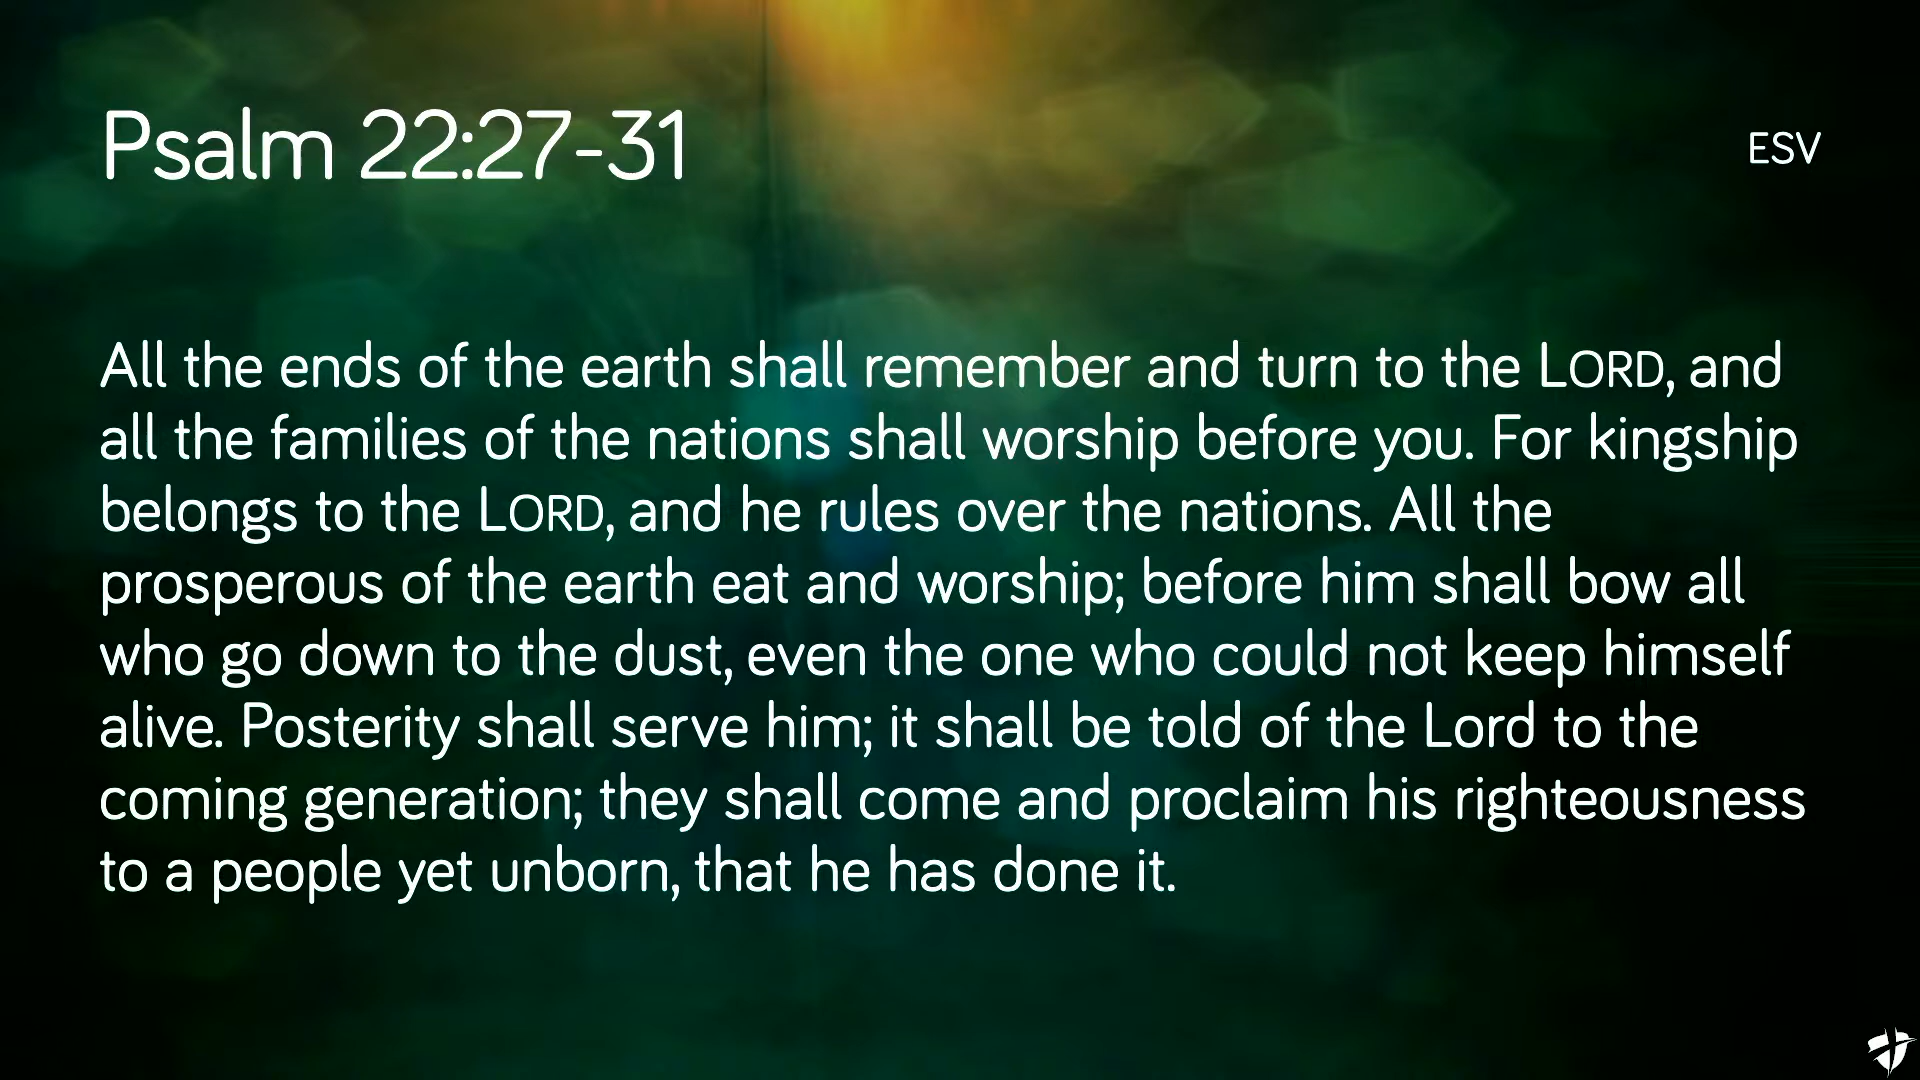 Psalm 22:27-31
ESV
All the ends of the earth shall remember and turn to the LORD, and
all the families of the nations shall worship before you. For kingship
belongs to the LORD, and he rules over the nations. All the
prosperous of the earth eat and worship; before him shall bow all
who go down to the dust, even the one who could not keep himself
alive. Posterity shall serve him; it shall be told of the Lord to the
coming generation; they shall come and proclaim his righteousness
to a people yet unborn, that he has done it.